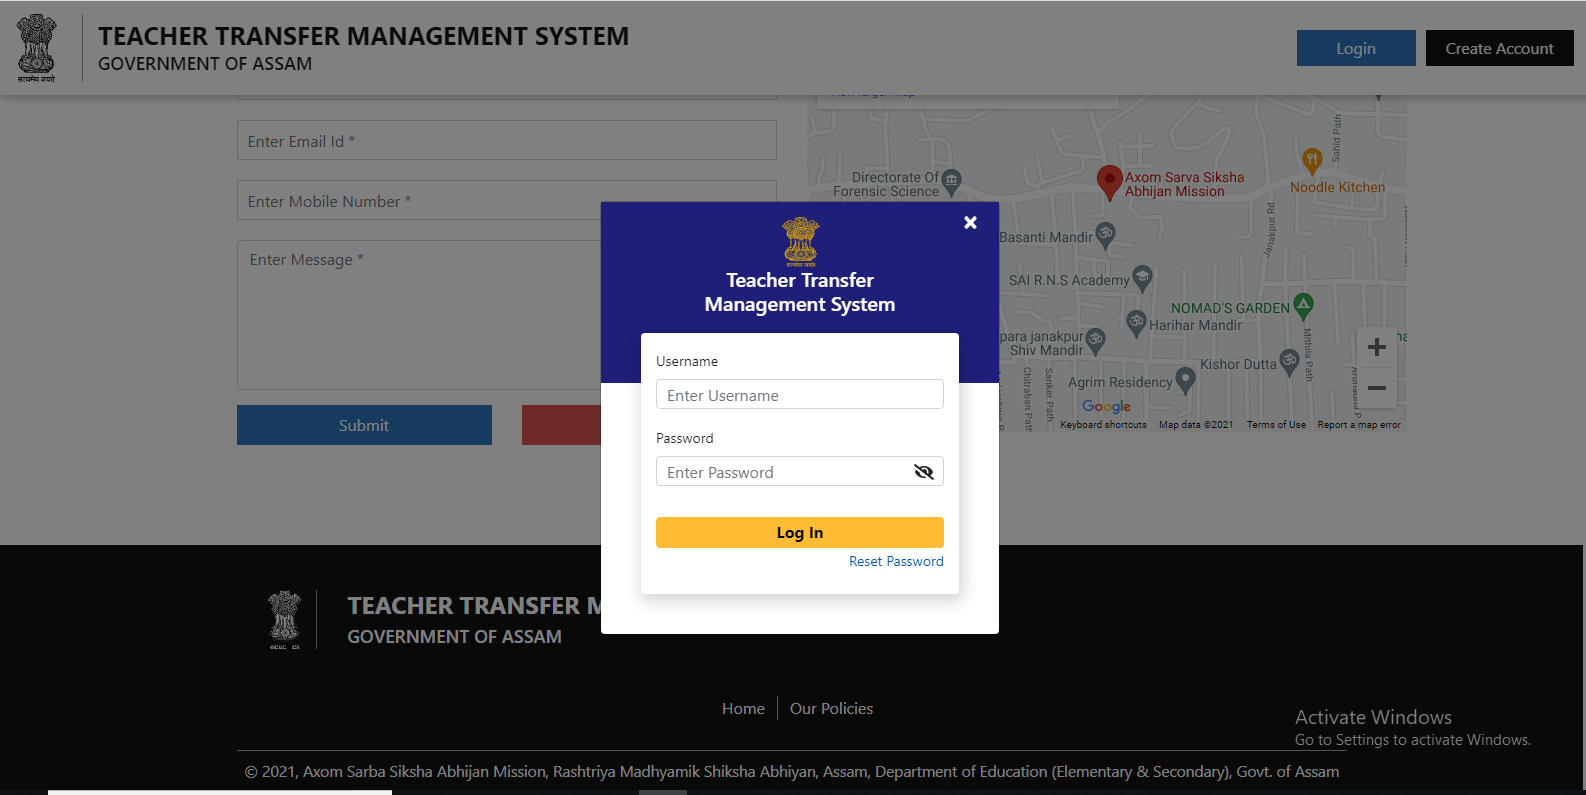 सत्यमेव जयते
TEACHER TRANSFER MANAGEMENT SYSTEM
GOVERNMENT OF ASSAM
Login
Create Account
Enter Email Id *
Enter Mobile Number *
Enter Message *
Submit
Sahid Path
Directorate Of
Forensic Science
Axom Sarva Siksha
Abhijan Mission
Noodle Kitchen
Janakpur Rd
Basanti Mandir
SAI R.N.S Academy
NOMAD'S GARDEN
Harihar Mandir
para janakpur
Shiv Mandir
Kishor Dutta
Mithila Path
Agrim Residency
Chitraban Path
Sanker Path
Google
Keyboard shortcuts
Map data ©2021
Terms of Use
Report a map error
सत्यमेव जयते
Teacher Transfer
Management System
Username
Enter Username
Password
Enter Password
Log In
Reset Password
TEACHER TRANSFER M
GOVERNMENT OF ASSAM
Home
Our Policies
Activate Windows
Go to Settings to activate Windows.
© 2021, Axom Sarba Siksha Abhijan Mission, Rashtriya Madhyamik Shiksha Abhiyan, Assam, Department of Education (Elementary & Secondary), Govt. of Assam